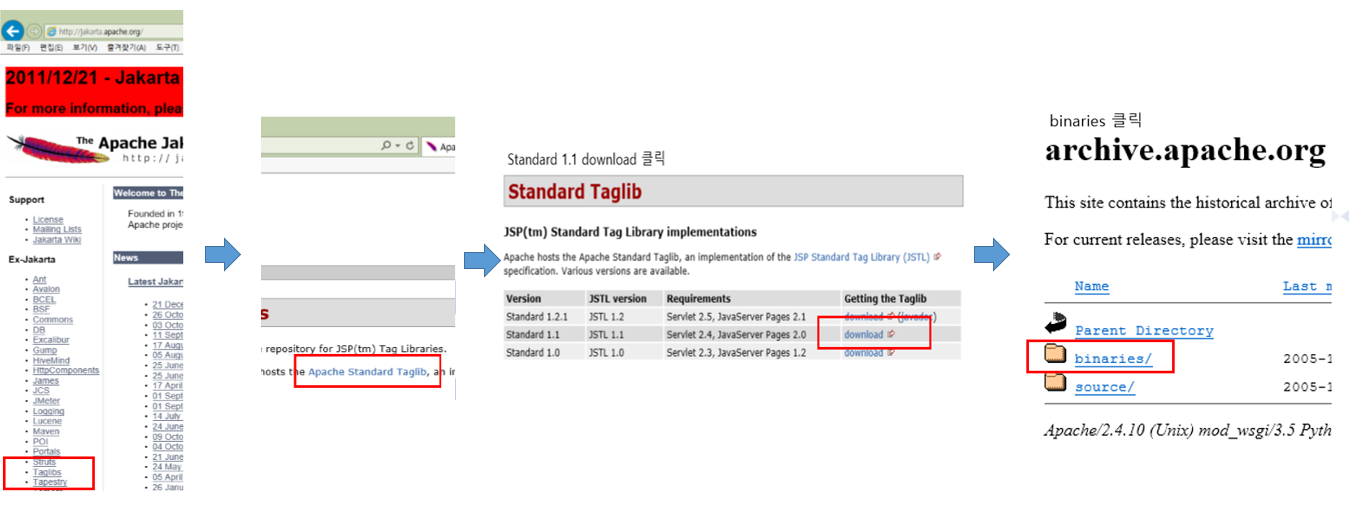 http://jakarta.apache.org/
파일(F) 편집(E) 보기(V) 즐겨찾기(A) 도구(T)
2011/12/21 - Jakarta
For more information, plea
The Apache Jak
http://ja
Support
License
Mailing Lists
Jakarta Wiki
Ex-Jakarta
Ant
Avalon
BCEL
BSF
Commons
DB
Excalibur
Gump
HiveMind
HttpComponents
James
JCS
JMeter
Logging
Lucene
Maven
POI
Portals
Struts
Taglibs
Tapestry
Welcome to The
Founded in 19
Apache projec
News
Latest Jakar
21 Dece
26 Octo
03 Octo
11 Sept
17 Augu
05 Augu
25 June
25 June
17 April
01 Sept
01 Sept
14 July
24 June
09 Octo
04 Octo
21 June
24 May
05 April
26 Janu
Apa
s
e repository for JSP(tm) Tag Libraries.
hosts the Apache Standard Taglib, an i
Standard 1.1 download 클릭
Standard Taglib
JSP(tm) Standard Tag Library implementations
Apache hosts the Apache Standard Taglib, an implementation of the JSP Standard Tag Library (JSTL)
specification. Various versions are available.
Version JSTL version Requirements Getting the Taglib
Standard 1.2.1 JSTL 1.2 Servlet 2.5, JavaServer Pages 2.1 download (javadoc)
Standard 1.1 JSTL 1.1 Servlet 2.4, JavaServer Pages 2.0 download
Standard 1.0 JSTL 1.0 Servlet 2.3, JavaServer Pages 1.2 download
binaries 클릭
archive.apache.org
This site contains the historical archive of
For current releases, please visit the mirro
Name Last m
Parent Directory
binaries/ 2005-1
source/ 2005-1
Apache/2.4.10 (Unix) mod_wsgi/3.5 Pyth